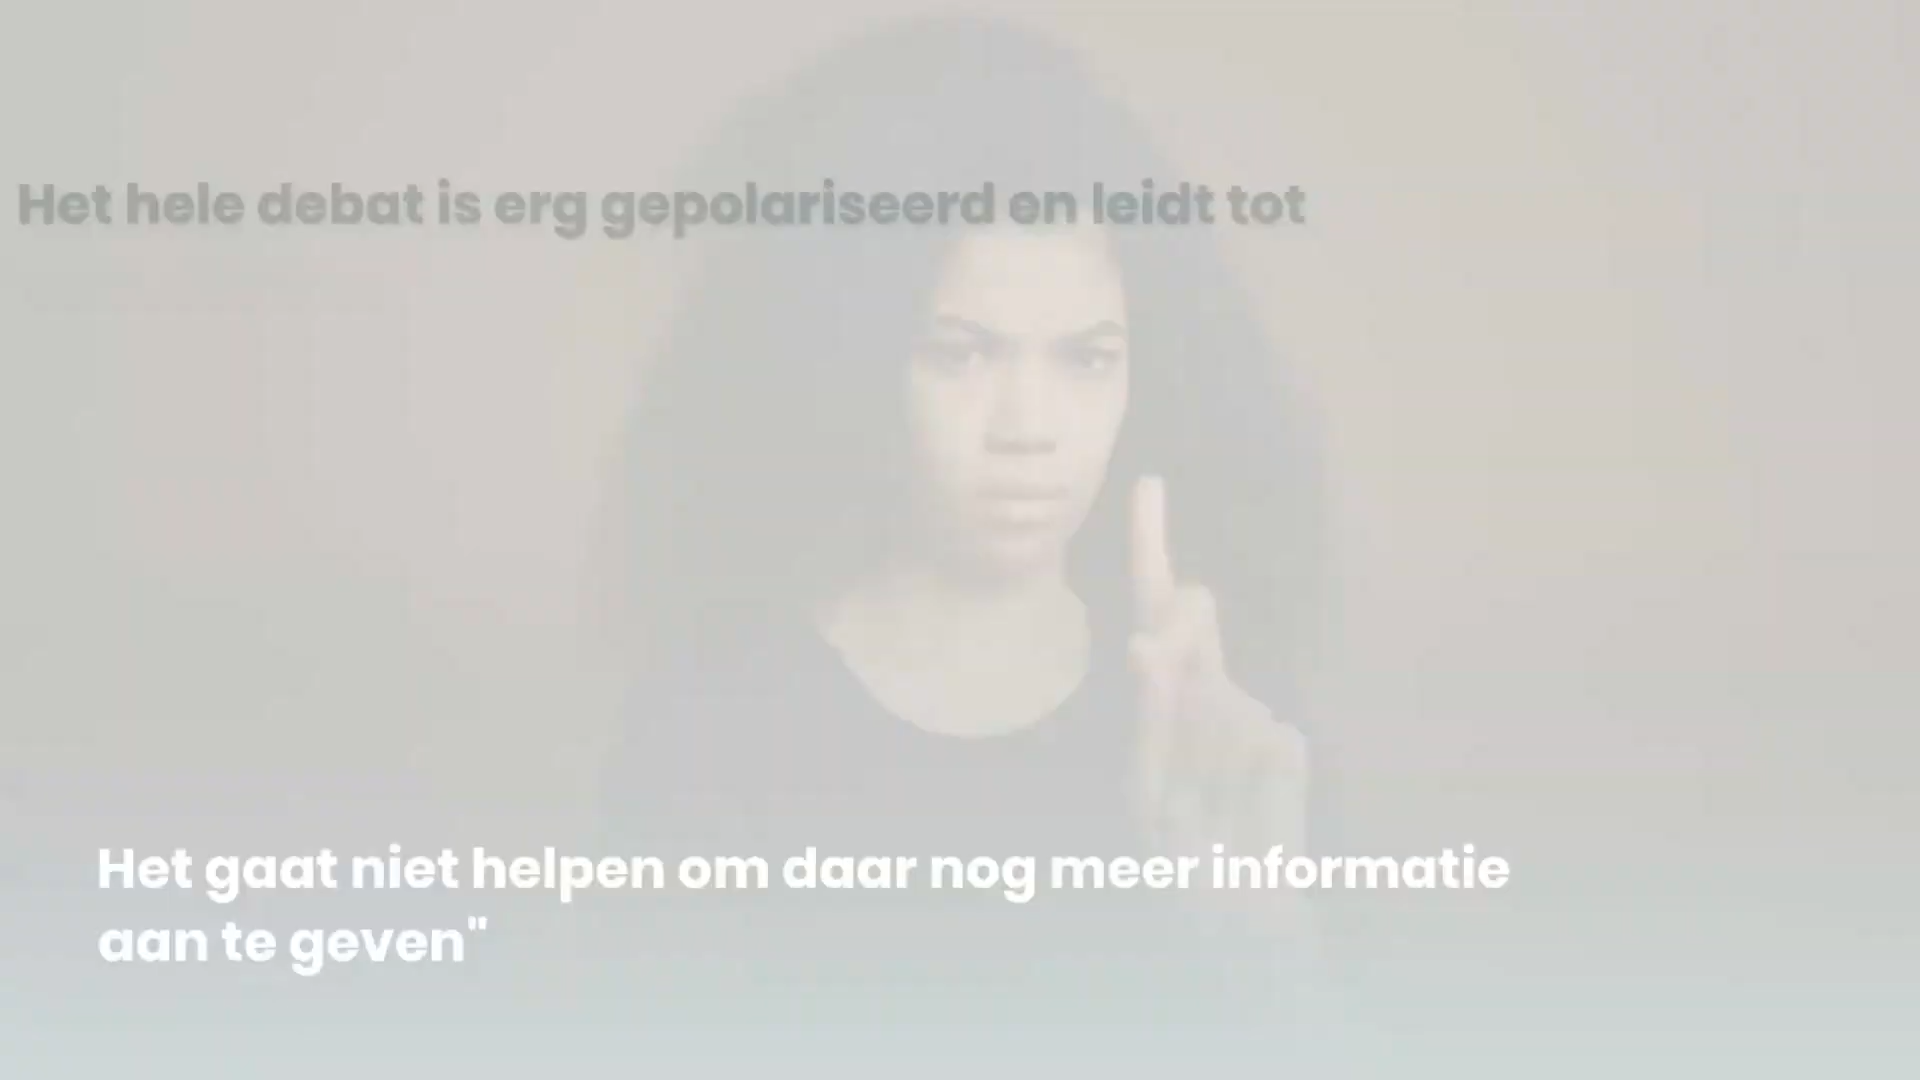 Het hele debat is erg gepolariseerd en leidt tot
Het gaat niet helpen om daar nog meer informatie
aan te geven"